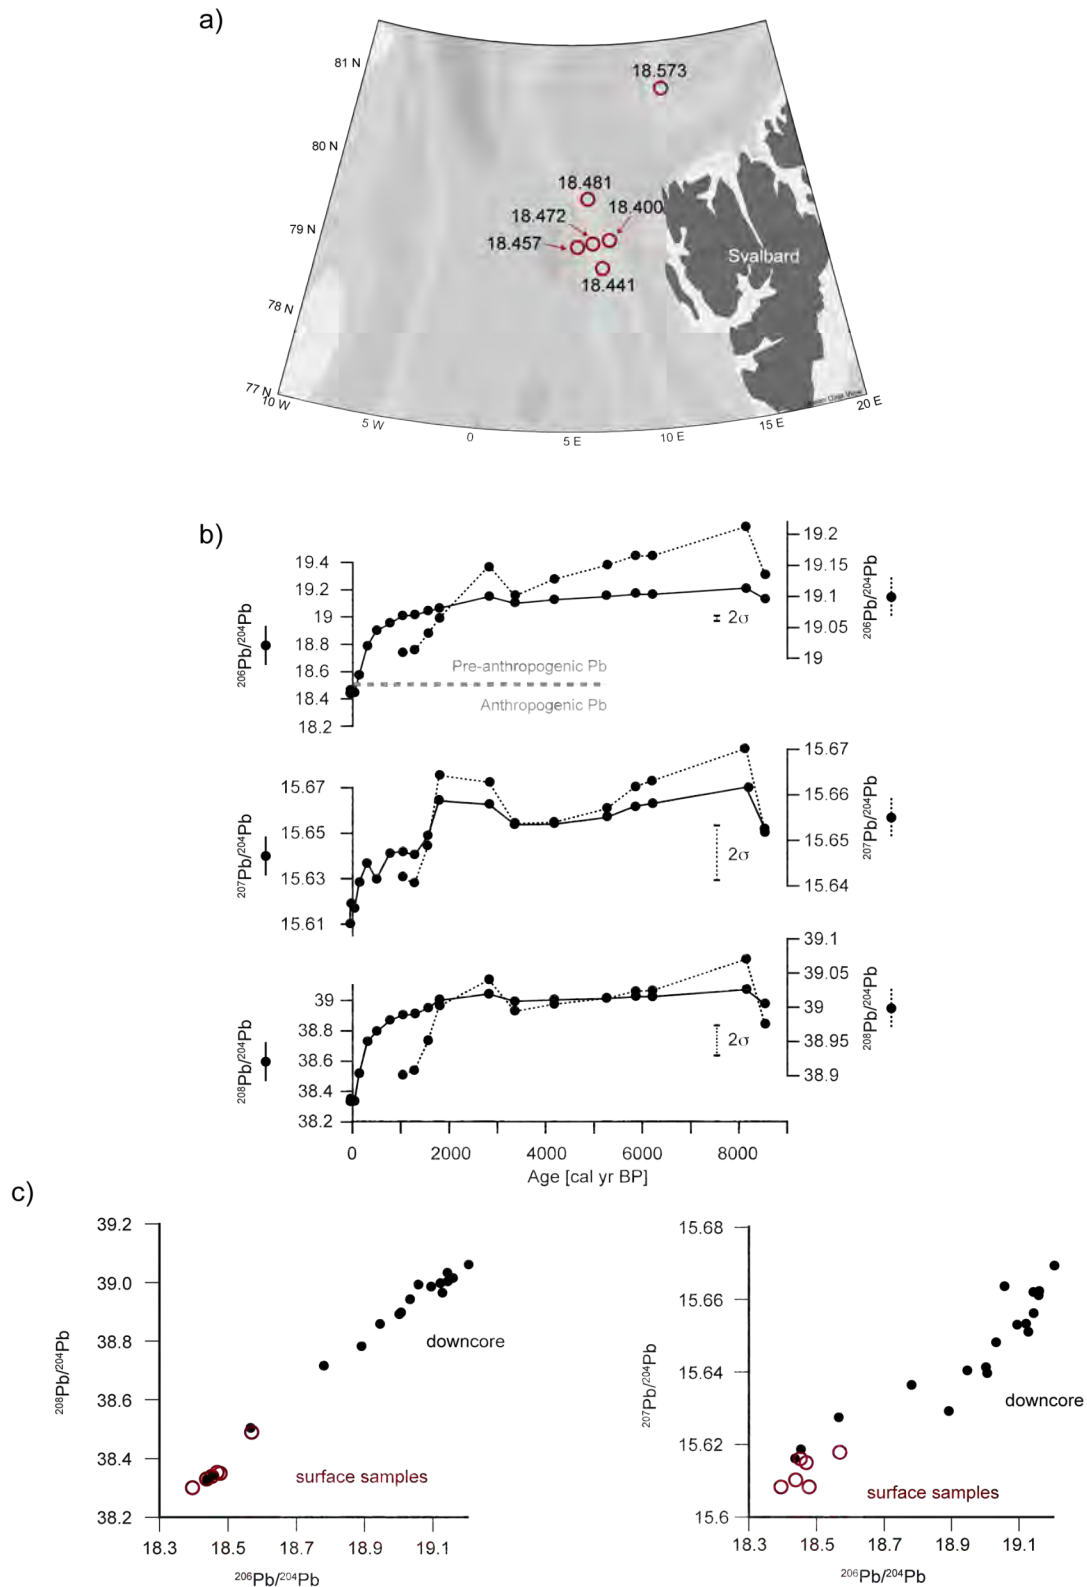 a)
81 N
18.573
80 N
18.481
18.472
18.400
79 N
18.457
Svalbard
18.441
78 N
77 N
10 W
5 W
0
5 E
10 E
15 E
20 E
b)
19.4
19.2
19
18.8
18.6
18.4
18.2
206Pb/204Pb
19.2
19.15
19.1
19.05
19
206Pb/204Pb
2σ
Pre-anthropogenic Pb
Anthropogenic Pb
15.67
15.65
15.63
15.61
207Pb/204Pb
15.67
15.66
15.65
15.64
207Pb/204Pb
2σ
39
38.8
38.6
38.4
38.2
208Pb/204Pb
39.1
39.05
39
38.95
38.9
208Pb/204Pb
2σ
0 2000 4000 6000 8000
Age [cal yr BP]
c)
39.2
39.0
38.8
38.6
38.4
38.2
208Pb/204Pb
downcore
surface samples
18.3 18.5 18.7 18.9 19.1
206Pb/204Pb
15.68
15.66
15.64
15.62
15.6
207Pb/204Pb
downcore
surface samples
18.3 18.5 18.7 18.9 19.1
206Pb/204Pb